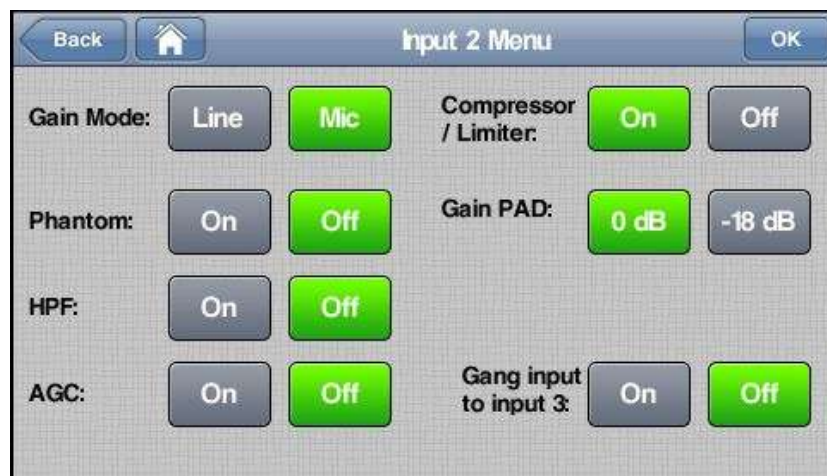 Back Input 2 Menu OK
Gain Mode: Line Mic
Compressor
/ Limiter: On Off
Phantom: On Off
Gain PAD: 0 dB -18 dB
HPF: On Off
AGC: On Off
Gang input
to input 3: On Off